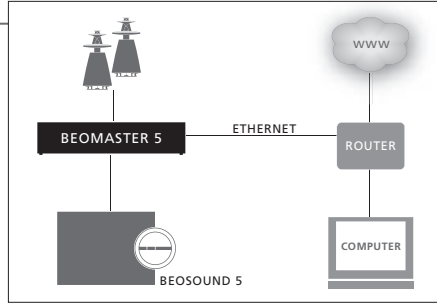 WWW
ETHERNET
BEOMASTER 5
ROUTER
COMPUTER
BEOSOUND 5